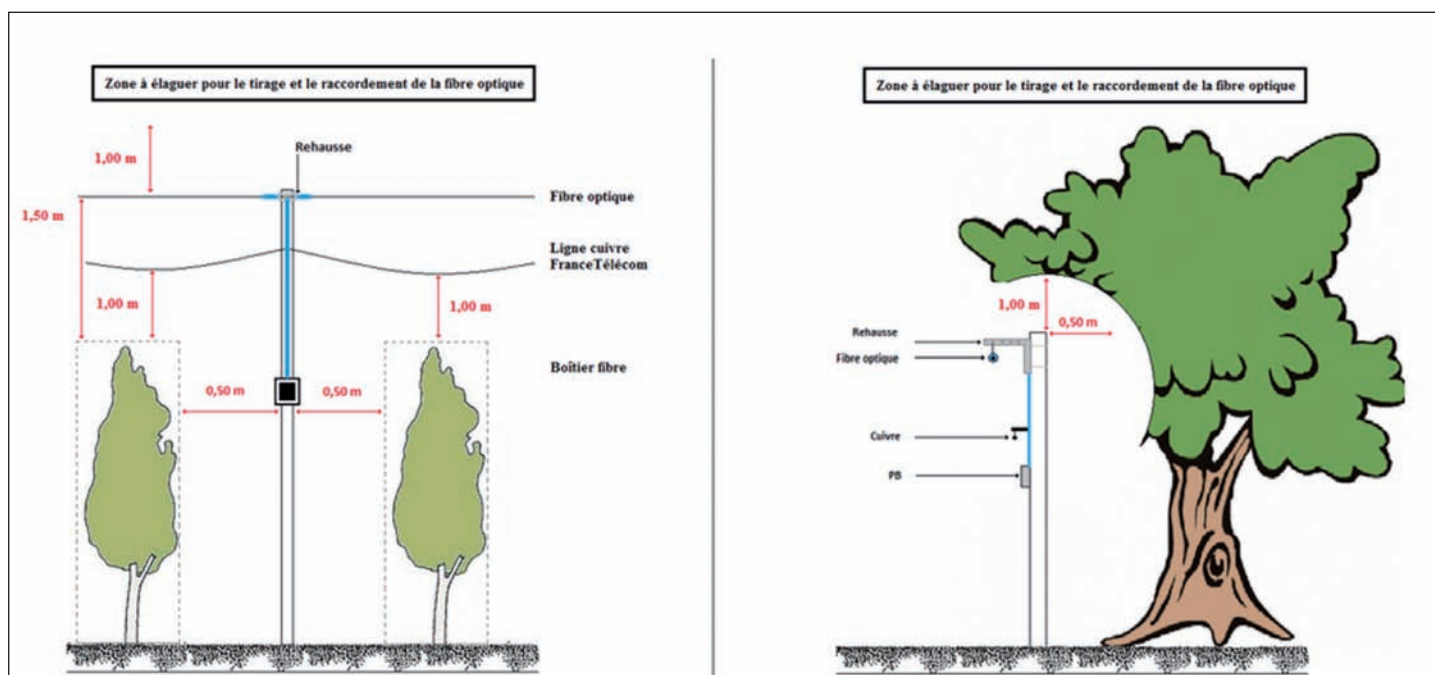 Zone à élaguer pour le tirage et le raccordement de la fibre optique
1,00 m
Rehausse
Fibre optique
1,50 m
Ligne cuivre
FranceTélécom
1,00 m
1,00 m
Boîtier fibre
0,50 m
0,50 m
Zone à élaguer pour le tirage et le raccordement de la fibre optique
1,00 m
0,50 m
Rehausse
Fibre optique
Cuivre
PB